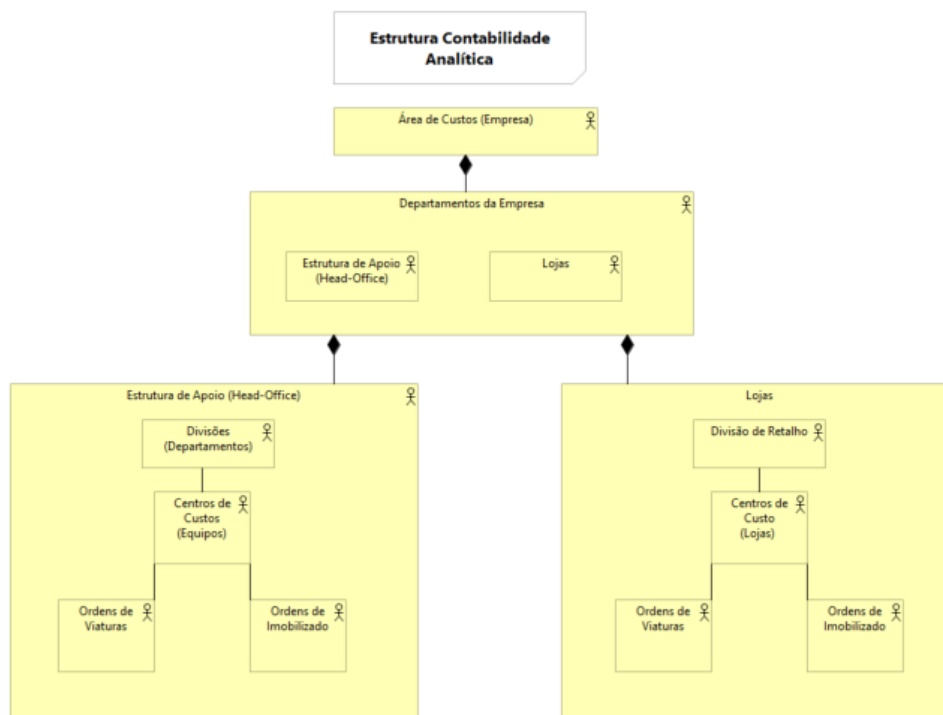 Estrutura Contabilidade
Analítica
Área de Custos (Empresa)
Departamentos da Empresa
Estrutura de Apoio
(Head-Office)
Lojas
Estrutura de Apoio (Head-Office)
Divisões
(Departamentos)
Centros de
Custos
(Equipos)
Ordens de
Viaturas
Ordens de
Imobilizado
Lojas
Divisão de Retalho
Centros de
Custo
(Lojas)
Ordens de
Viaturas
Ordens de
Imobilizado